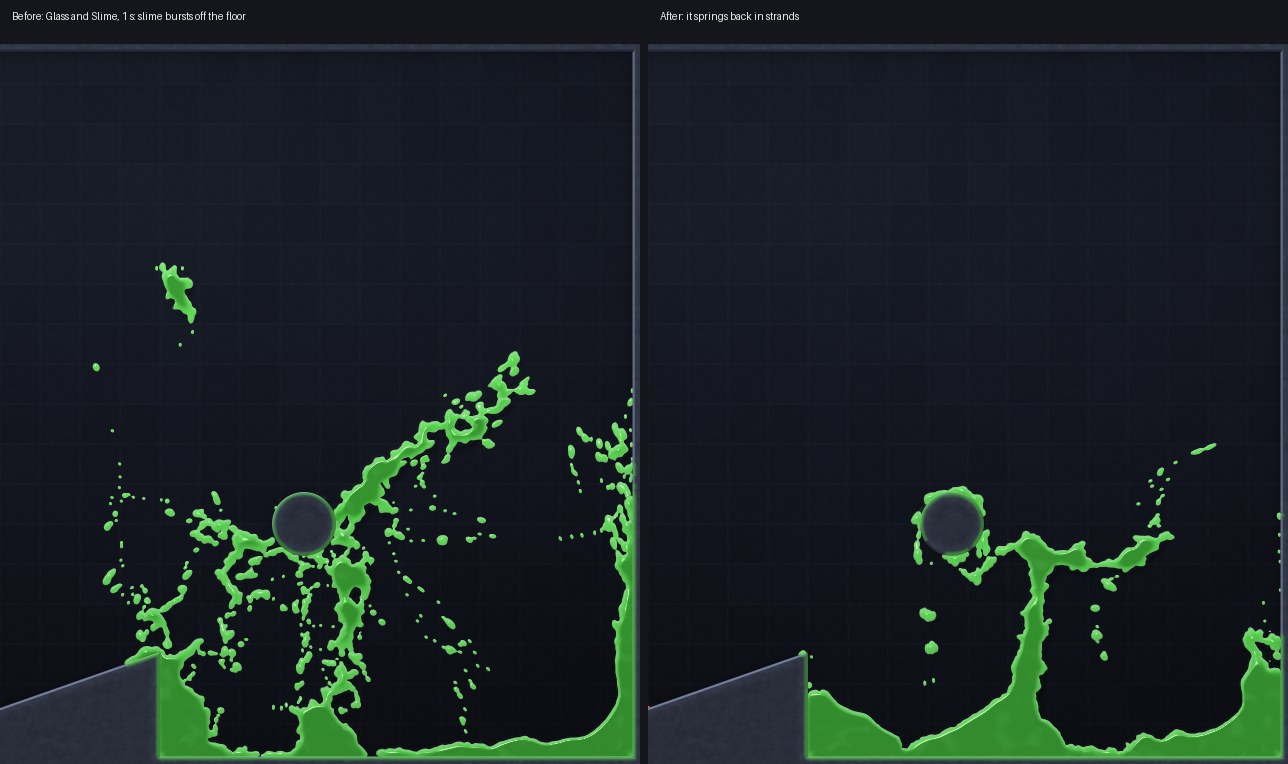 Before: Glass and Slime, 1 s: slime bursts off the floor
After: it springs back in strands